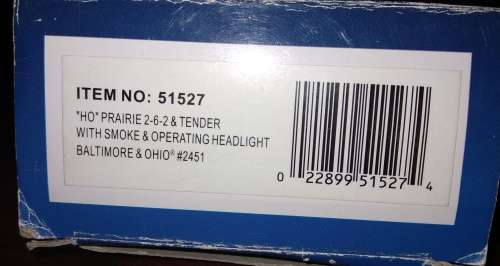 ITEM NO: 51527
"HO" PRAIRIE 2-6-2 & TENDER
WITH SMOKE & OPERATING HEADLIGHT
BALTIMORE & OHIO® #2451
0 22899 51527 4